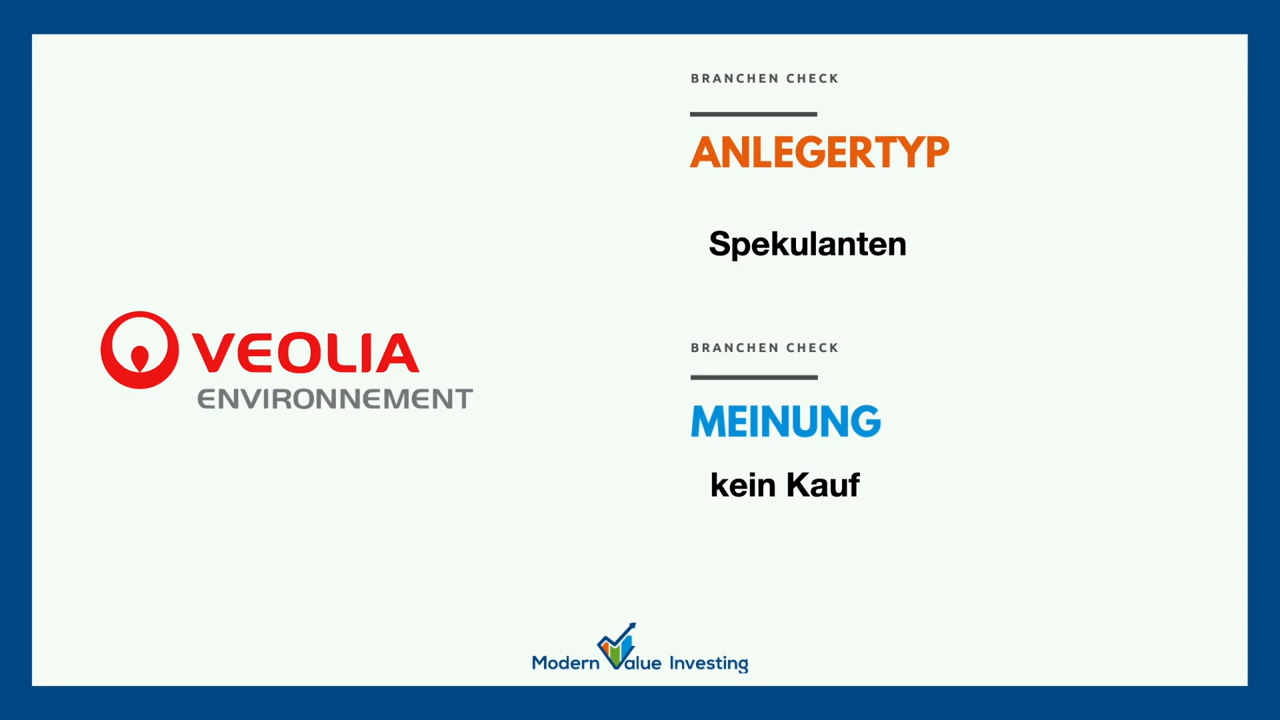 VEOLIA
ENVIRONNEMENT
BRANCHEN CHECK
ANLEGERTYP
Spekulanten
BRANCHEN CHECK
MEINUNG
kein Kauf
Modern Value Investing